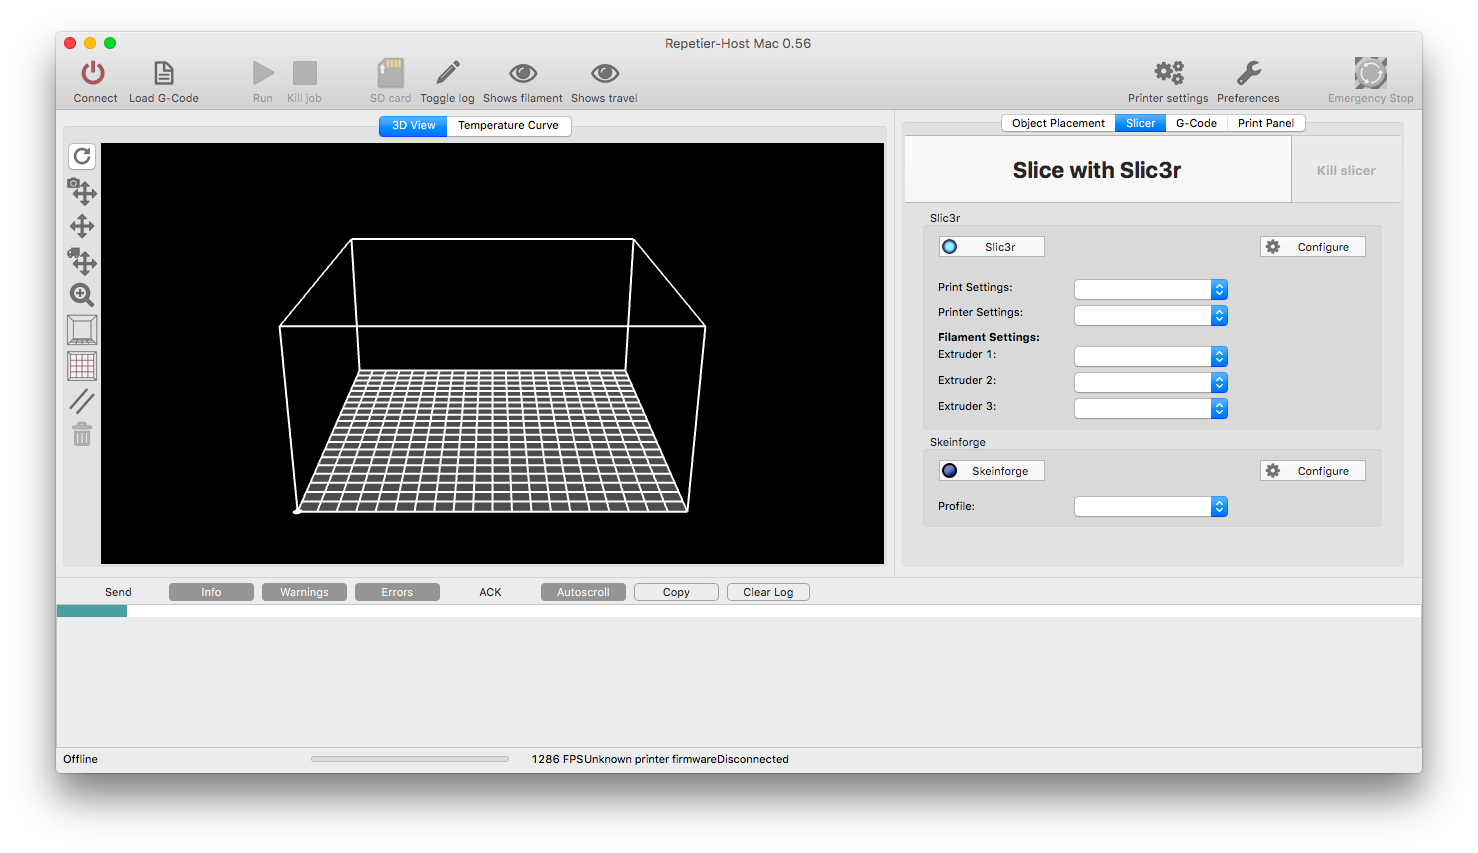 Repetier-Host Mac 0.56
Connect Load G-Code Run Kill job SD card Toggle log Shows filament Shows travel Printer settings Preferences Emergency Stop
3D View Temperature Curve
Object Placement Slicer G-Code Print Panel
Slice with Slic3r Kill slicer
Slic3r
Slic3r Configure
Print Settings:
Printer Settings:
Filament Settings:
Extruder 1:
Extruder 2:
Extruder 3:
Skeinforge
Skeinforge Configure
Profile:
Send Info Warnings Errors ACK Autoscroll Copy Clear Log
Offline 1286 FPSUnknown printer firmwareDisconnected